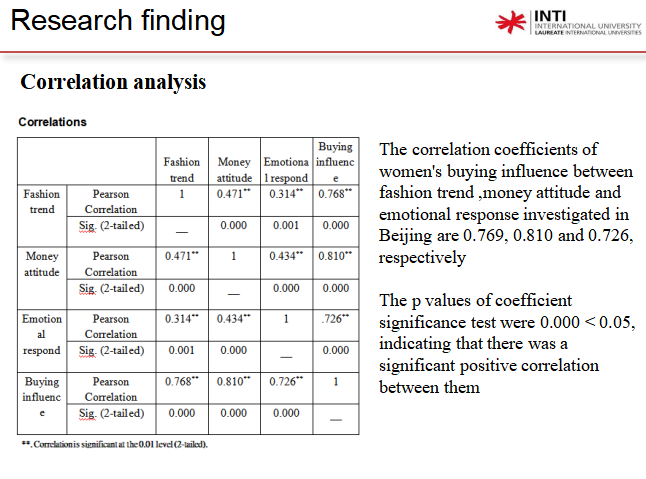 Research finding
INTI
INTERNATIONAL UNIVERSITY
LAUREATE INTERNATIONAL UNIVERSITIES
Correlation analysis
Correlations
Fashion trend Money attitude Emotiona l respond Buying influenc e
Fashion trend Pearson Correlation 1 0.471** 0.314** 0.768**
Sig. (2-tailed) — 0.000 0.001 0.000
Money attitude Pearson Correlation 0.471** 1 0.434** 0.810**
Sig. (2-tailed) 0.000 — 0.000 0.000
Emotion al respond Pearson Correlation 0.314** 0.434** 1 .726**
Sig. (2-tailed) 0.001 0.000 — 0.000
Buying influenc e Pearson Correlation 0.768** 0.810** 0.726** 1
Sig. (2-tailed) 0.000 0.000 0.000 —
**. Correlation is significant at the 0.01 level (2-tailed).
The correlation coefficients of
women's buying influence between
fashion trend ,money attitude and
emotional response investigated in
Beijing are 0.769, 0.810 and 0.726,
respectively
The p values of coefficient
significance test were 0.000 < 0.05,
indicating that there was a
significant positive correlation
between them